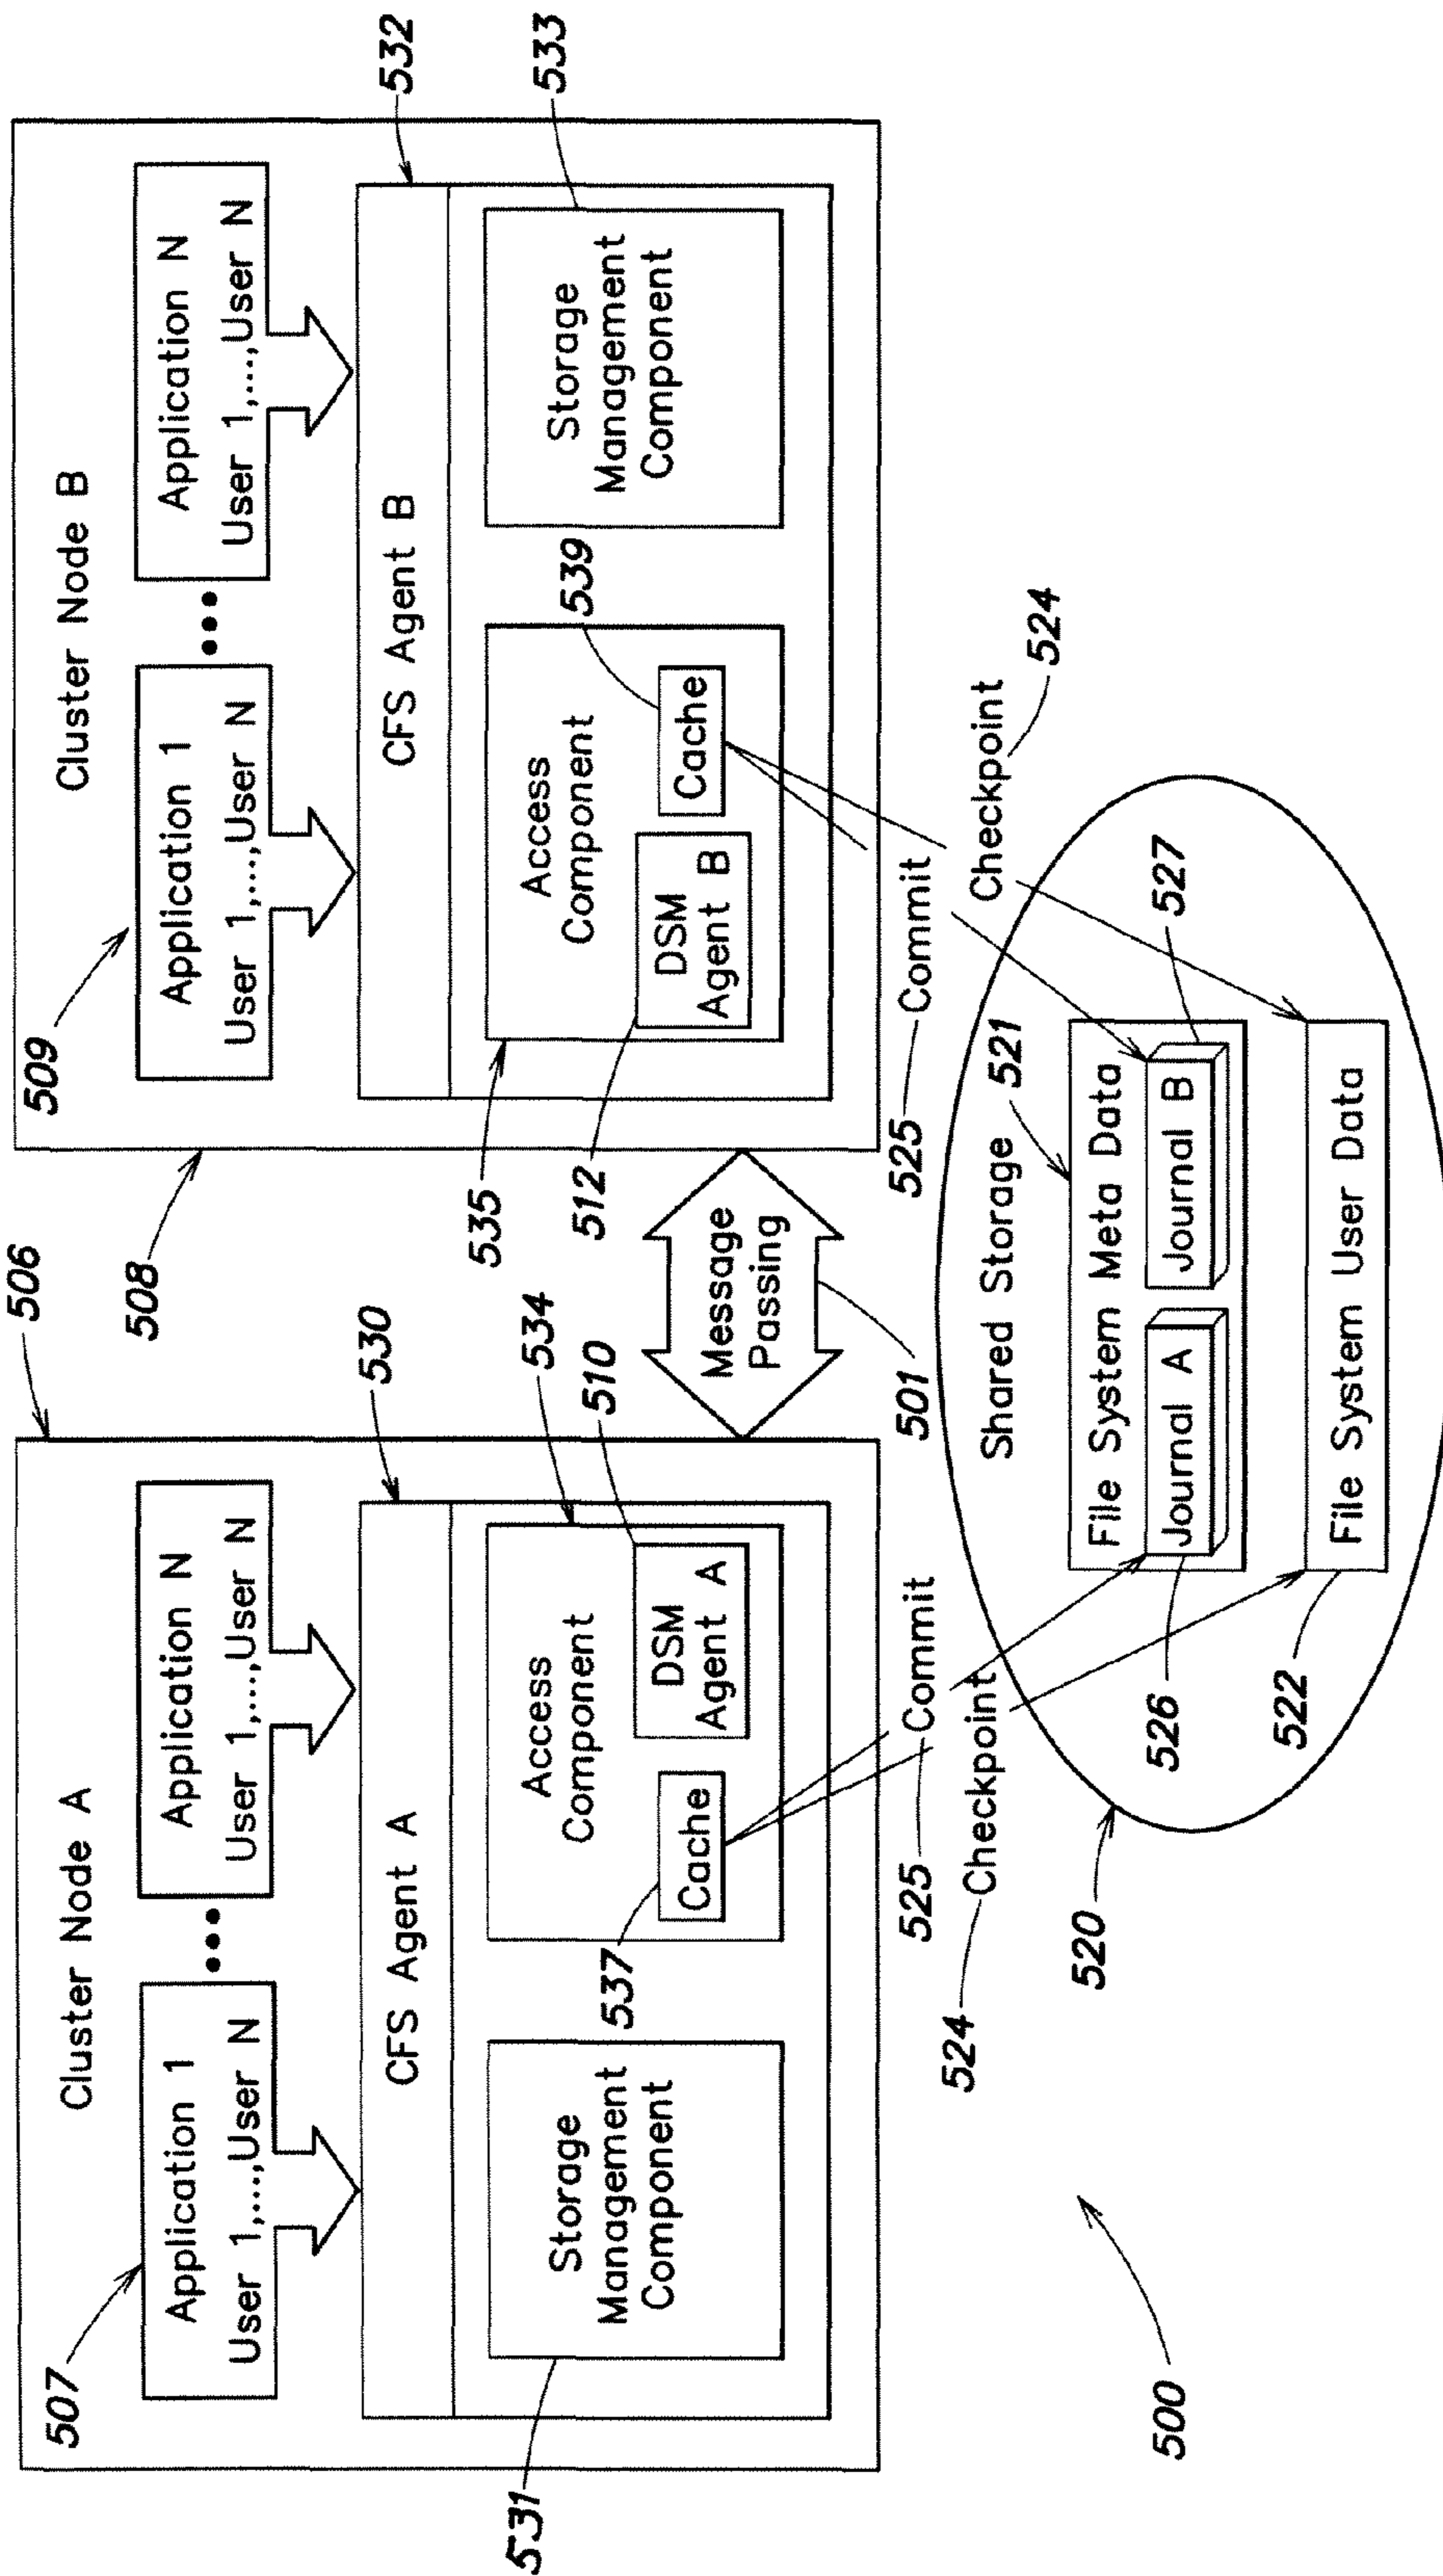 506
Cluster Node A
507
Application 1
User 1,...,User N
•••
Application N
User 1,...,User N
530
CFS Agent A
531
Storage
Management
Component
534
Access
Component
537
Cache
510
DSM
Agent A
508
Cluster Node B
509
Application 1
User 1,...,User N
•••
Application N
User 1,...,User N
532
CFS Agent B
535
Access
Component
512
DSM
Agent B
539
Cache
533
Storage
Management
Component
Message
Passing
501
525 Commit
524 Checkpoint
525 Commit
Checkpoint 524
520
Shared Storage
521
File System Meta Data
526
Journal A
Journal B
527
522
File System User Data
500